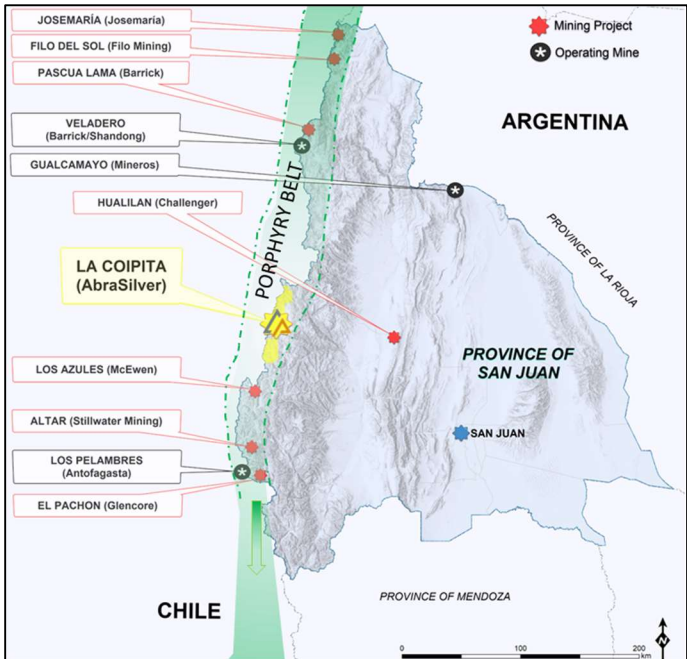 JOSEMARÍA (Josemaría)
FILO DEL SOL (Filo Mining)
PASCUA LAMA (Barrick)
VELADERO
(Barrick/Shandong)
GUALCAMAYO (Mineros)
HUALILAN (Challenger)
LA COIPITA
(AbraSilver)
LOS AZULES (McEwen)
ALTAR (Stillwater Mining)
LOS PELAMBRES
(Antofagasta)
EL PACHON (Glencore)
CHILE
PORPHYRY BELT
Mining Project
Operating Mine
ARGENTINA
PROVINCE OF LA RIOJA
PROVINCE OF
SAN JUAN
SAN JUAN
PROVINCE OF MENDOZA
0 100 200
km
N